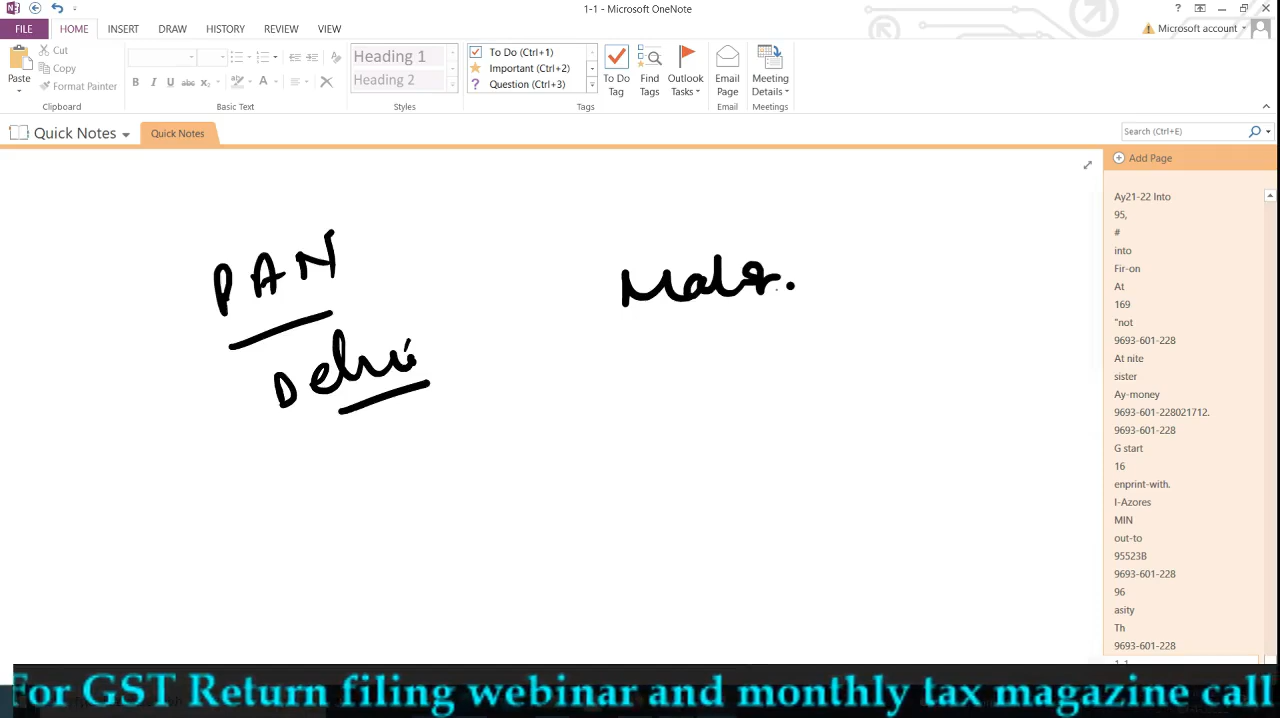 1-1 - Microsoft OneNote
FILE HOME INSERT DRAW HISTORY REVIEW VIEW Microsoft account
Paste Cut Copy Format Painter
Clipboard
B I U abc x₂ A
Basic Text
Heading 1
Heading 2
Styles
To Do (Ctrl+1)
Important (Ctrl+2)
Question (Ctrl+3)
To Do Tag
Find Tags
Outlook Tasks
Tags
Email Page
Email
Meeting Details
Meetings
Quick Notes Quick Notes Search (Ctrl+E)
Add Page
PAN
Delhi
Ay21-22 Into
95,
#
into
Fir-on
At
169
"not
9693-601-228
At nite
sister
Ay-money
9693-601-228021712.
9693-601-228
G start
16
enprint-with.
I-Azores
MIN
out-to
95523B
9693-601-228
96
asity
Th
9693-601-228
1-1
For GST Return filing webinar and monthly tax magazine call